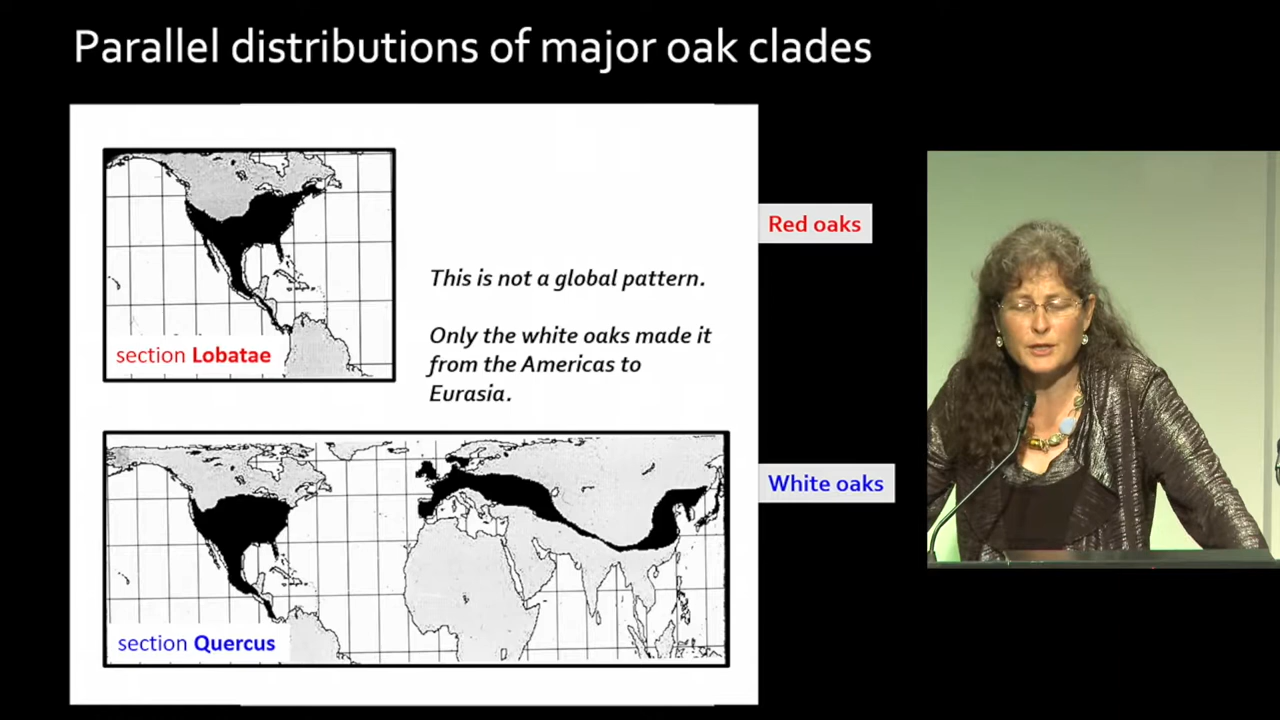 Parallel distributions of major oak clades
Red oaks
This is not a global pattern.
Only the white oaks made it
from the Americas to
Eurasia.
section Lobatae
White oaks
section Quercus